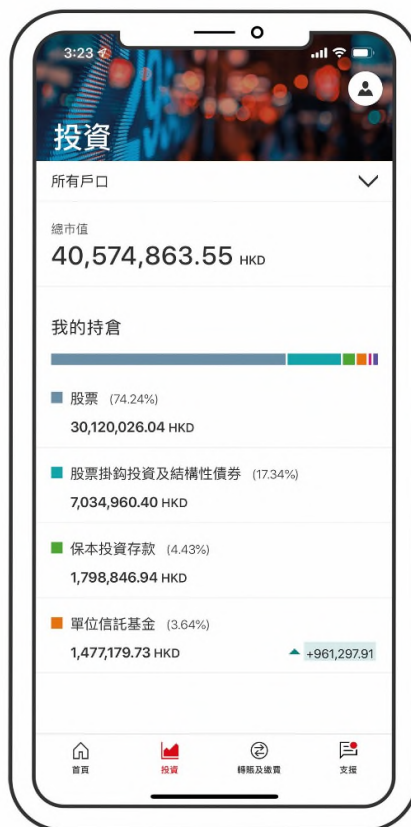 3:23
投資
所有戶口
總市值
40,574,863.55 HKD
我的持倉
股票 (74.24%)
30,120,026.04 HKD
股票掛鈎投資及結構性債券 (17.34%)
7,034,960.40 HKD
保本投資存款 (4.43%)
1,798,846.94 HKD
單位信託基金 (3.64%)
1,477,179.73 HKD +961,297.91
首頁 投資 轉賬及繳費 支援